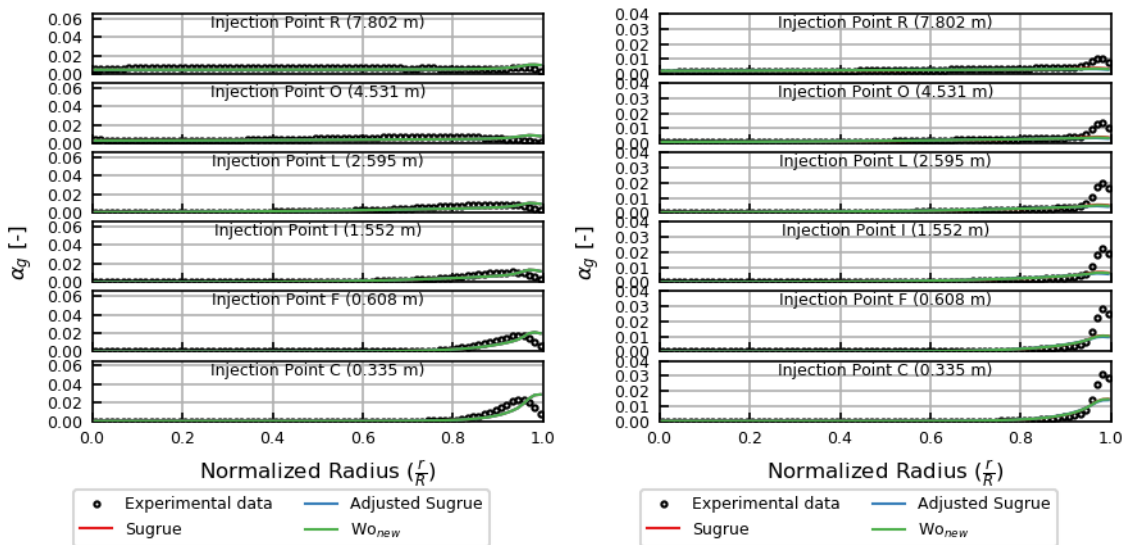 α_g [-]
0.06
0.04
0.02
0.00
Injection Point R (7.802 m)
0.06
0.04
0.02
0.00
Injection Point O (4.531 m)
0.06
0.04
0.02
0.00
Injection Point L (2.595 m)
0.06
0.04
0.02
0.00
Injection Point I (1.552 m)
0.06
0.04
0.02
0.00
Injection Point F (0.608 m)
0.06
0.04
0.02
0.00
Injection Point C (0.335 m)
0.0 0.2 0.4 0.6 0.8 1.0
Normalized Radius (r/R)
Experimental data
Sugrue
Adjusted Sugrue
Wo_new
α_g [-]
0.04
0.03
0.02
0.01
0.00
Injection Point R (7.802 m)
0.04
0.03
0.02
0.01
0.00
Injection Point O (4.531 m)
0.04
0.03
0.02
0.01
0.00
Injection Point L (2.595 m)
0.04
0.03
0.02
0.01
0.00
Injection Point I (1.552 m)
0.04
0.03
0.02
0.01
0.00
Injection Point F (0.608 m)
0.04
0.03
0.02
0.01
0.00
Injection Point C (0.335 m)
0.0 0.2 0.4 0.6 0.8 1.0
Normalized Radius (r/R)
Experimental data
Sugrue
Adjusted Sugrue
Wo_new